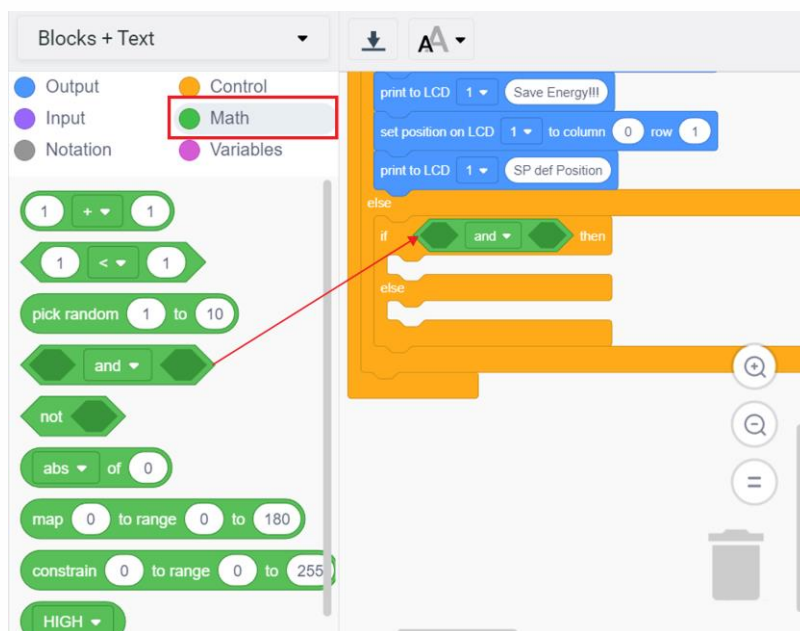 Blocks + Text
AA
Output
Control
Input
Math
Notation
Variables
1 + 1
1 < 1
pick random 1 to 10
and
not
abs of 0
map 0 to range 0 to 180
constrain 0 to range 0 to 255
HIGH
print to LCD 1 Save Energy!!!
set position on LCD 1 to column 0 row 1
print to LCD 1 SP def Position
else
if and then
else